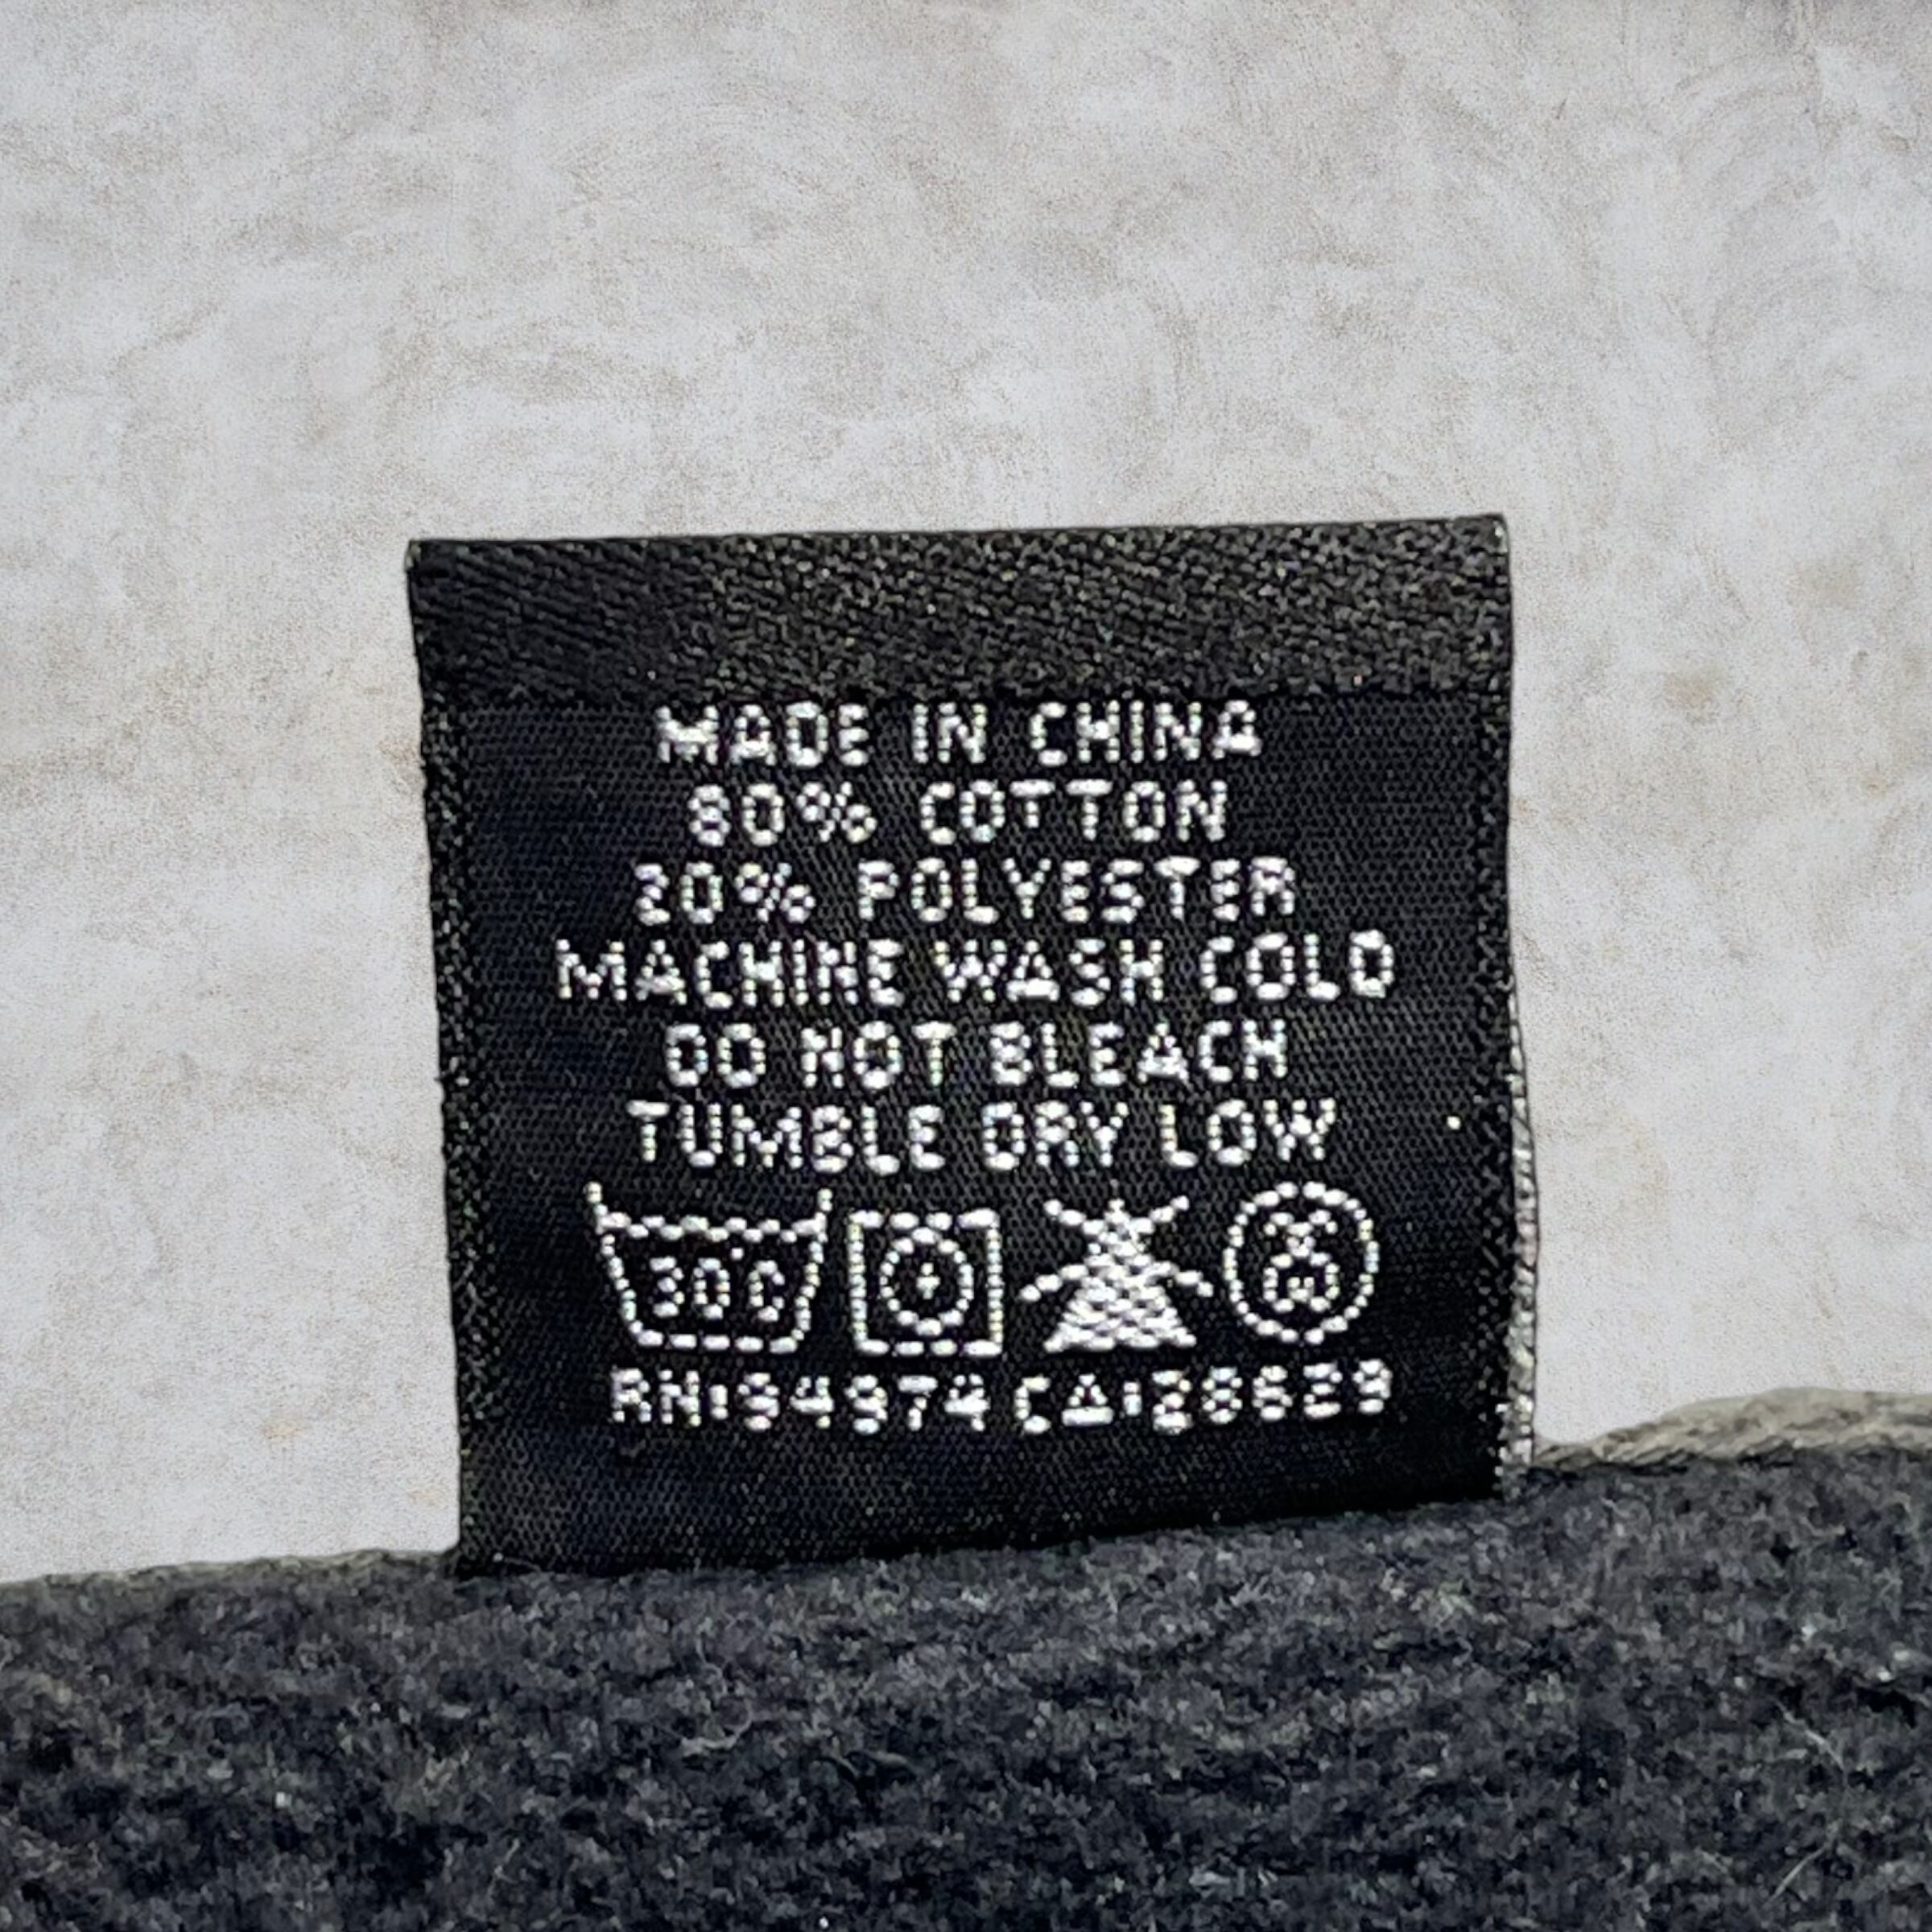 MADE IN CHINA
80% COTTON
20% POLYESTER
MACHINE WASH COLD
DO NOT BLEACH
TUMBLE DRY LOW
30°C
RN:94974 CA:28629